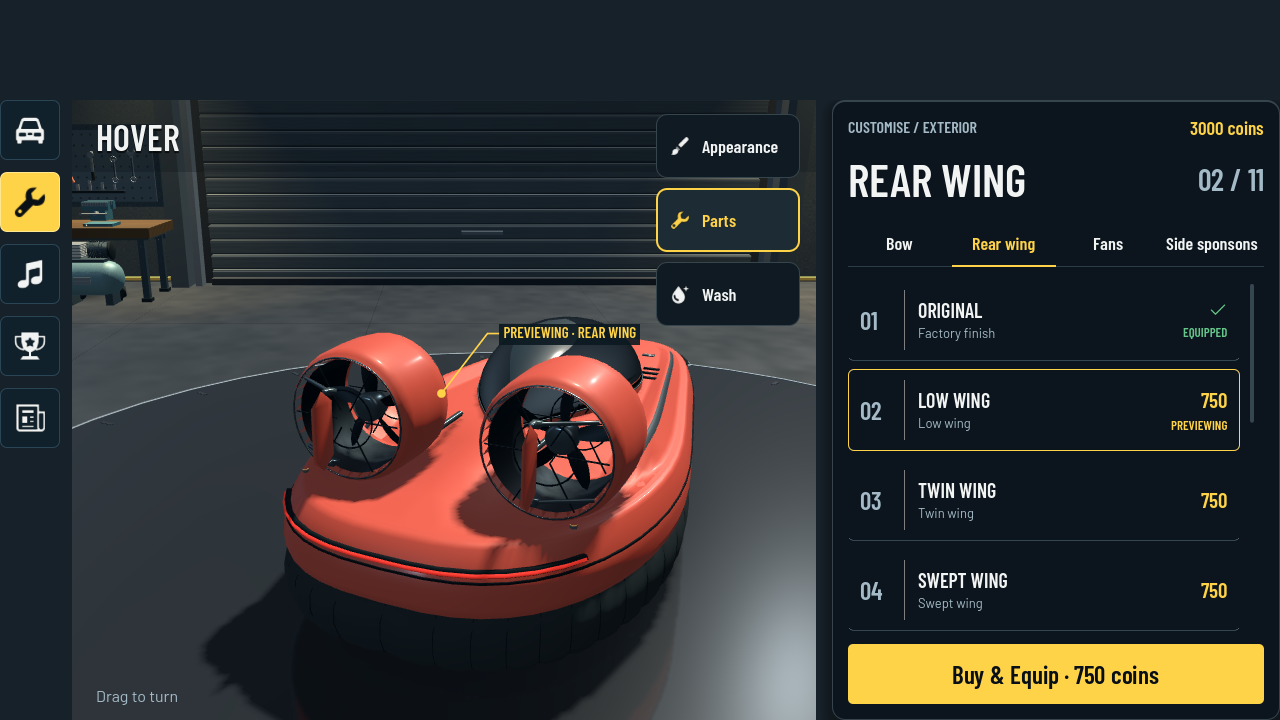 HOVER
Appearance
Parts
Wash
PREVIEWING · REAR WING
Drag to turn
CUSTOMISE / EXTERIOR
3000 coins
REAR WING
02 / 11
Bow
Rear wing
Fans
Side sponsons
01
ORIGINAL
Factory finish
EQUIPPED
02
LOW WING
Low wing
750
PREVIEWING
03
TWIN WING
Twin wing
750
04
SWEPT WING
Swept wing
750
Buy & Equip · 750 coins